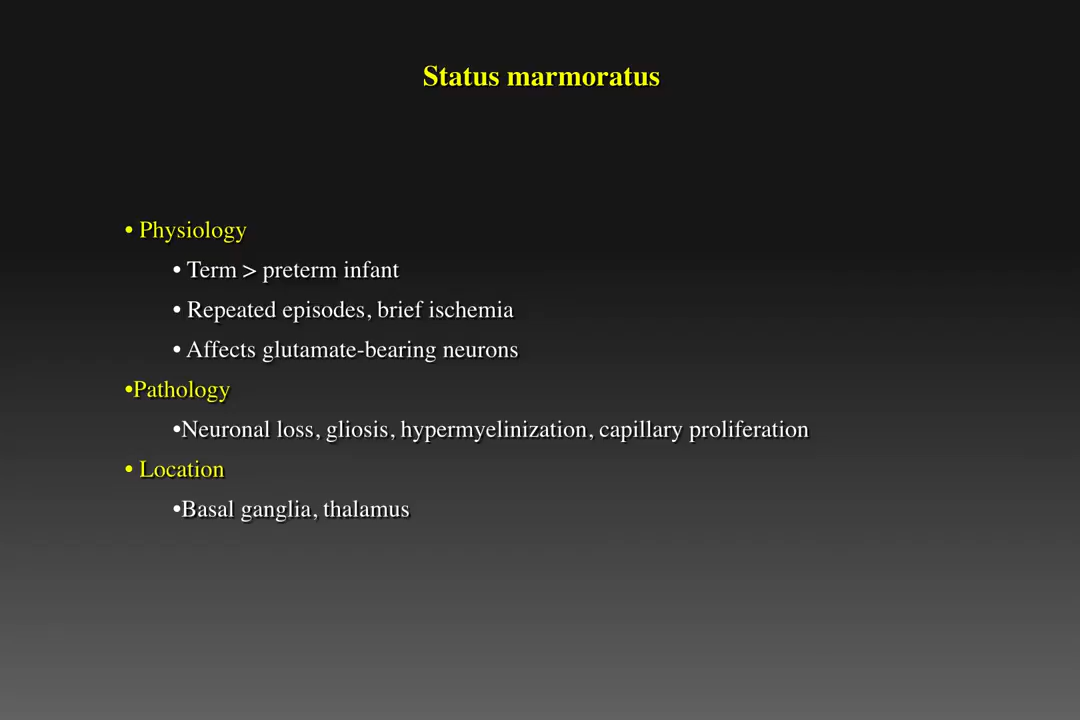 Status marmoratus
• Physiology
• Term > preterm infant
• Repeated episodes, brief ischemia
• Affects glutamate-bearing neurons
•Pathology
•Neuronal loss, gliosis, hypermyelinization, capillary proliferation
• Location
•Basal ganglia, thalamus